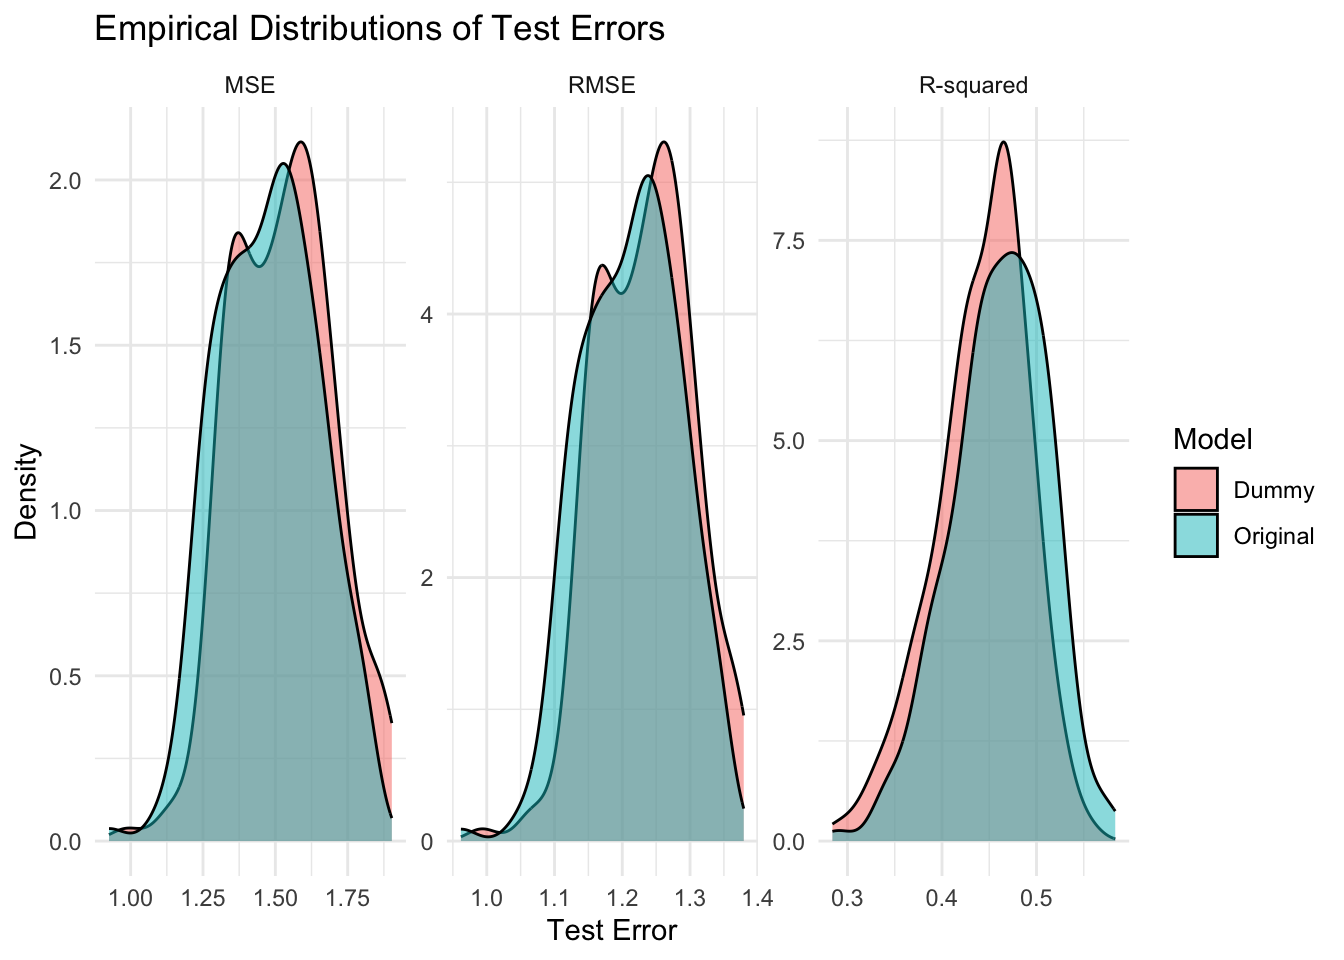 Empirical Distributions of Test Errors
MSE
RMSE
R-squared
Density
2.0
1.5
1.0
0.5
0.0
1.00 1.25 1.50 1.75
4
2
0
1.0 1.1 1.2 1.3 1.4
7.5
5.0
2.5
0.0
0.3 0.4 0.5
Test Error
Model
Dummy
Original